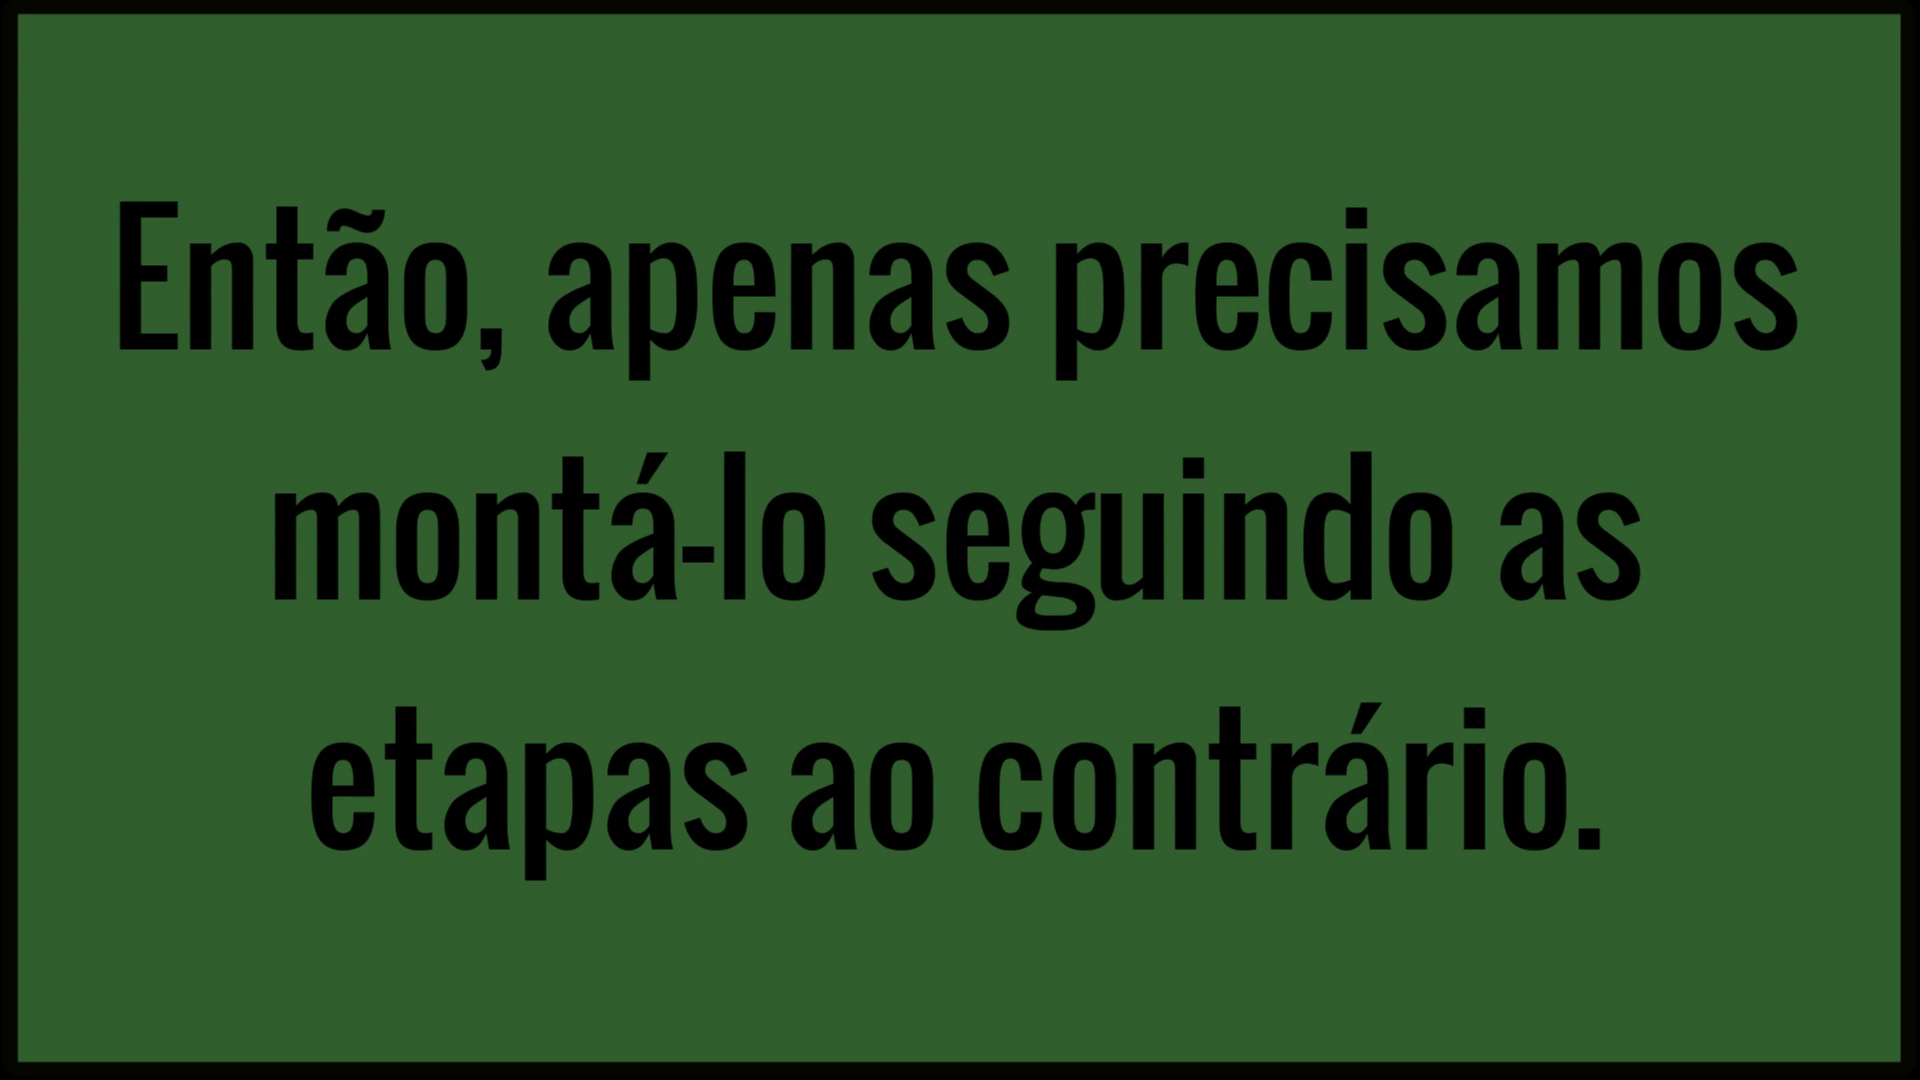 Então, apenas precisamos
montá-lo seguindo as
etapas ao contrário.